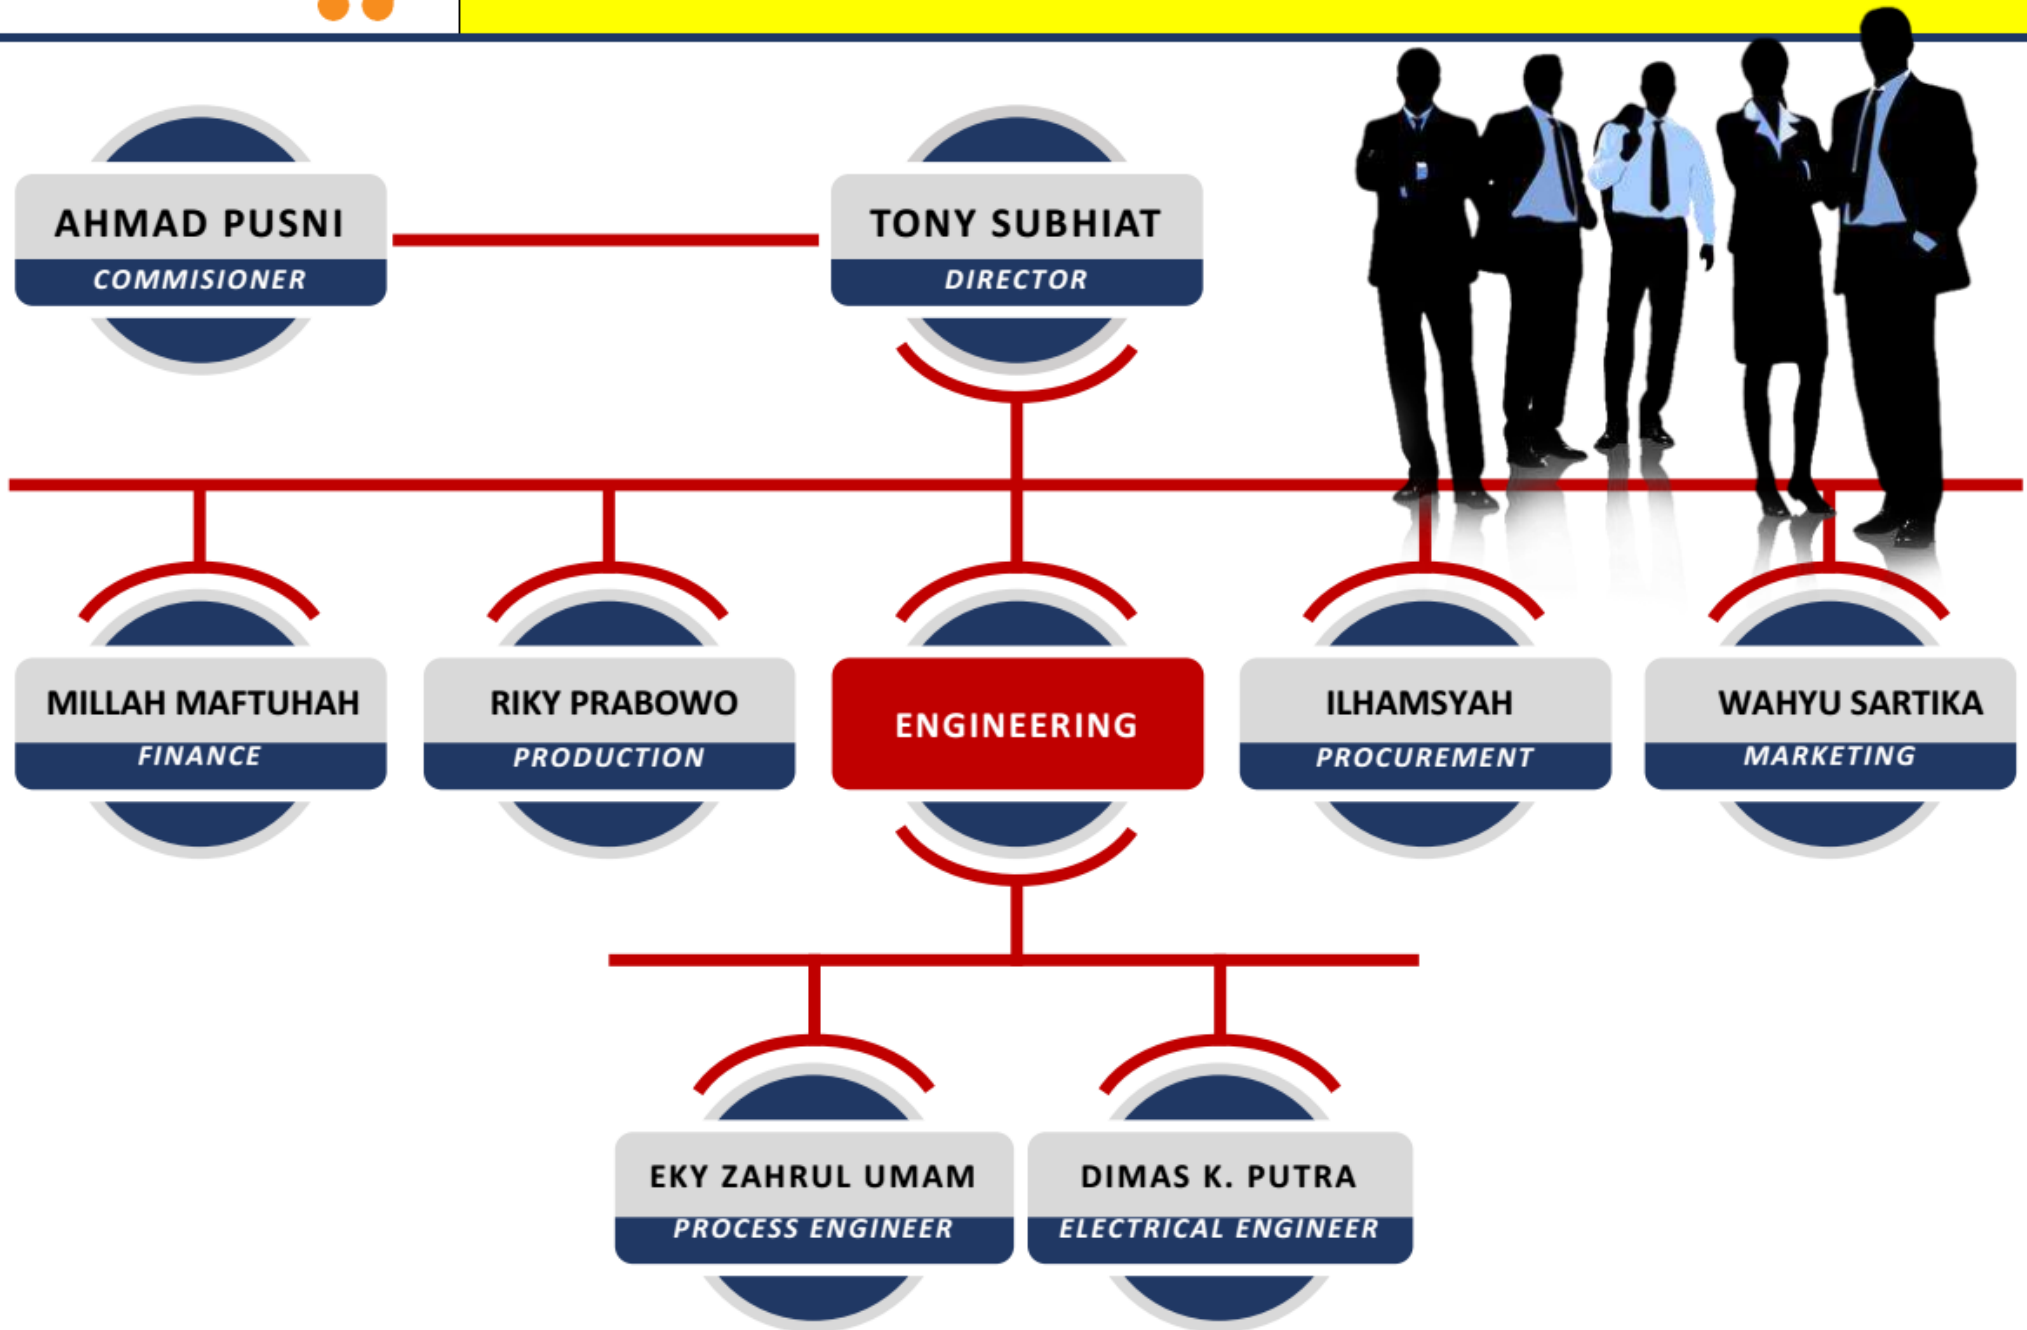 AHMAD PUSNI
COMMISIONER
TONY SUBHIAT
DIRECTOR
MILLAH MAFTUHAH
FINANCE
RIKY PRABOWO
PRODUCTION
ENGINEERING
ILHAMSYAH
PROCUREMENT
WAHYU SARTIKA
MARKETING
EKY ZAHRUL UMAM
PROCESS ENGINEER
DIMAS K. PUTRA
ELECTRICAL ENGINEER